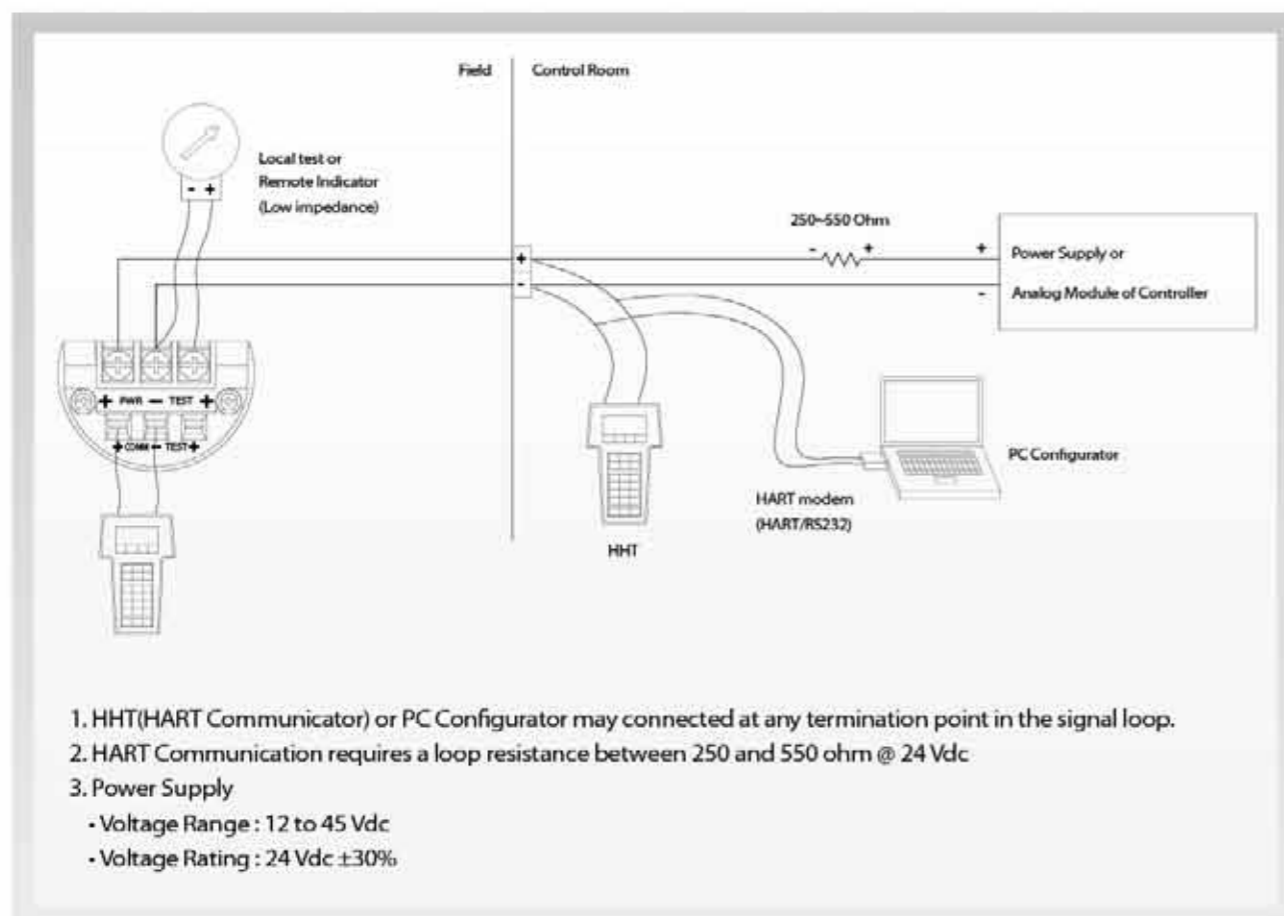 Field
Control Room
Local test or
Remote Indicator
(Low impedance)
- +
250~550 Ohm
- +
+ Power Supply or
- Analog Module of Controller
+
-
+ PWR - TEST +
+ COMM - TEST +
PC Configurator
HART modem
(HART/RS232)
HHT
1. HHT(HART Communicator) or PC Configurator may connected at any termination point in the signal loop.
2. HART Communication requires a loop resistance between 250 and 550 ohm @ 24 Vdc
3. Power Supply
• Voltage Range : 12 to 45 Vdc
• Voltage Rating : 24 Vdc ±30%